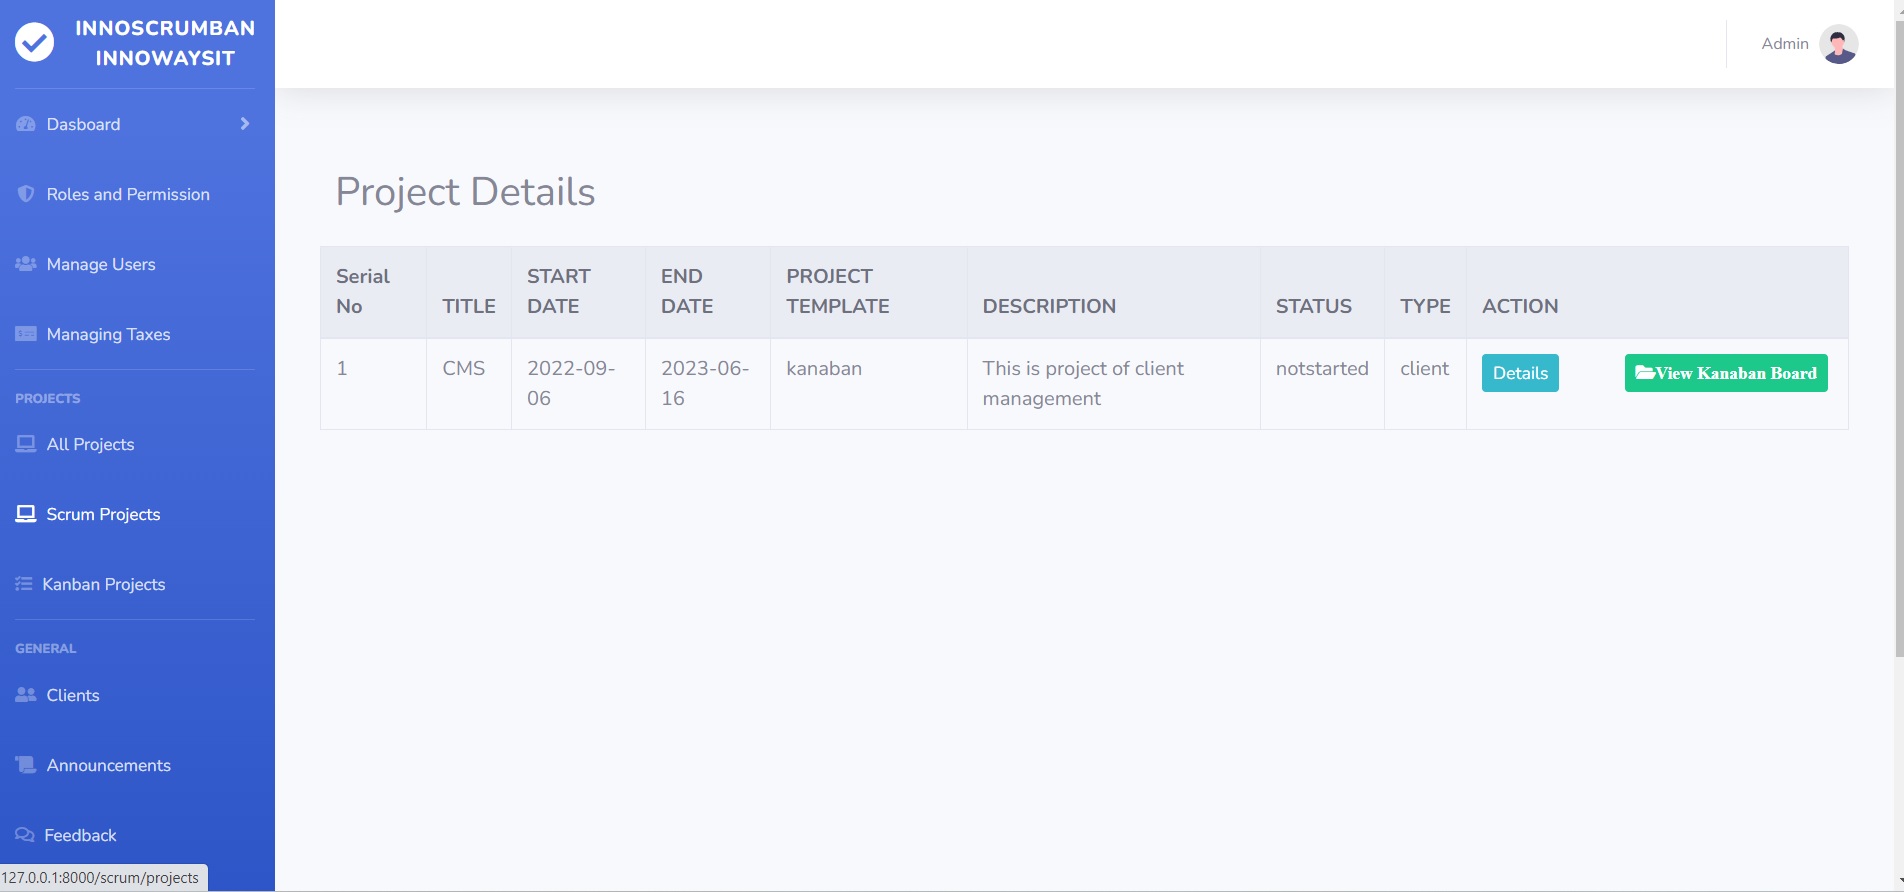 INNOSCRUMBAN
INNOWAYSIT
Admin
Dasboard
Roles and Permission
Manage Users
Managing Taxes
PROJECTS
All Projects
Scrum Projects
Kanban Projects
GENERAL
Clients
Announcements
Feedback
127.0.0.1:8000/scrum/projects
Project Details
Serial No TITLE START DATE END DATE PROJECT TEMPLATE DESCRIPTION STATUS TYPE ACTION
1 CMS 2022-09-06 2023-06-16 kanaban This is project of client management notstarted client Details View Kanaban Board